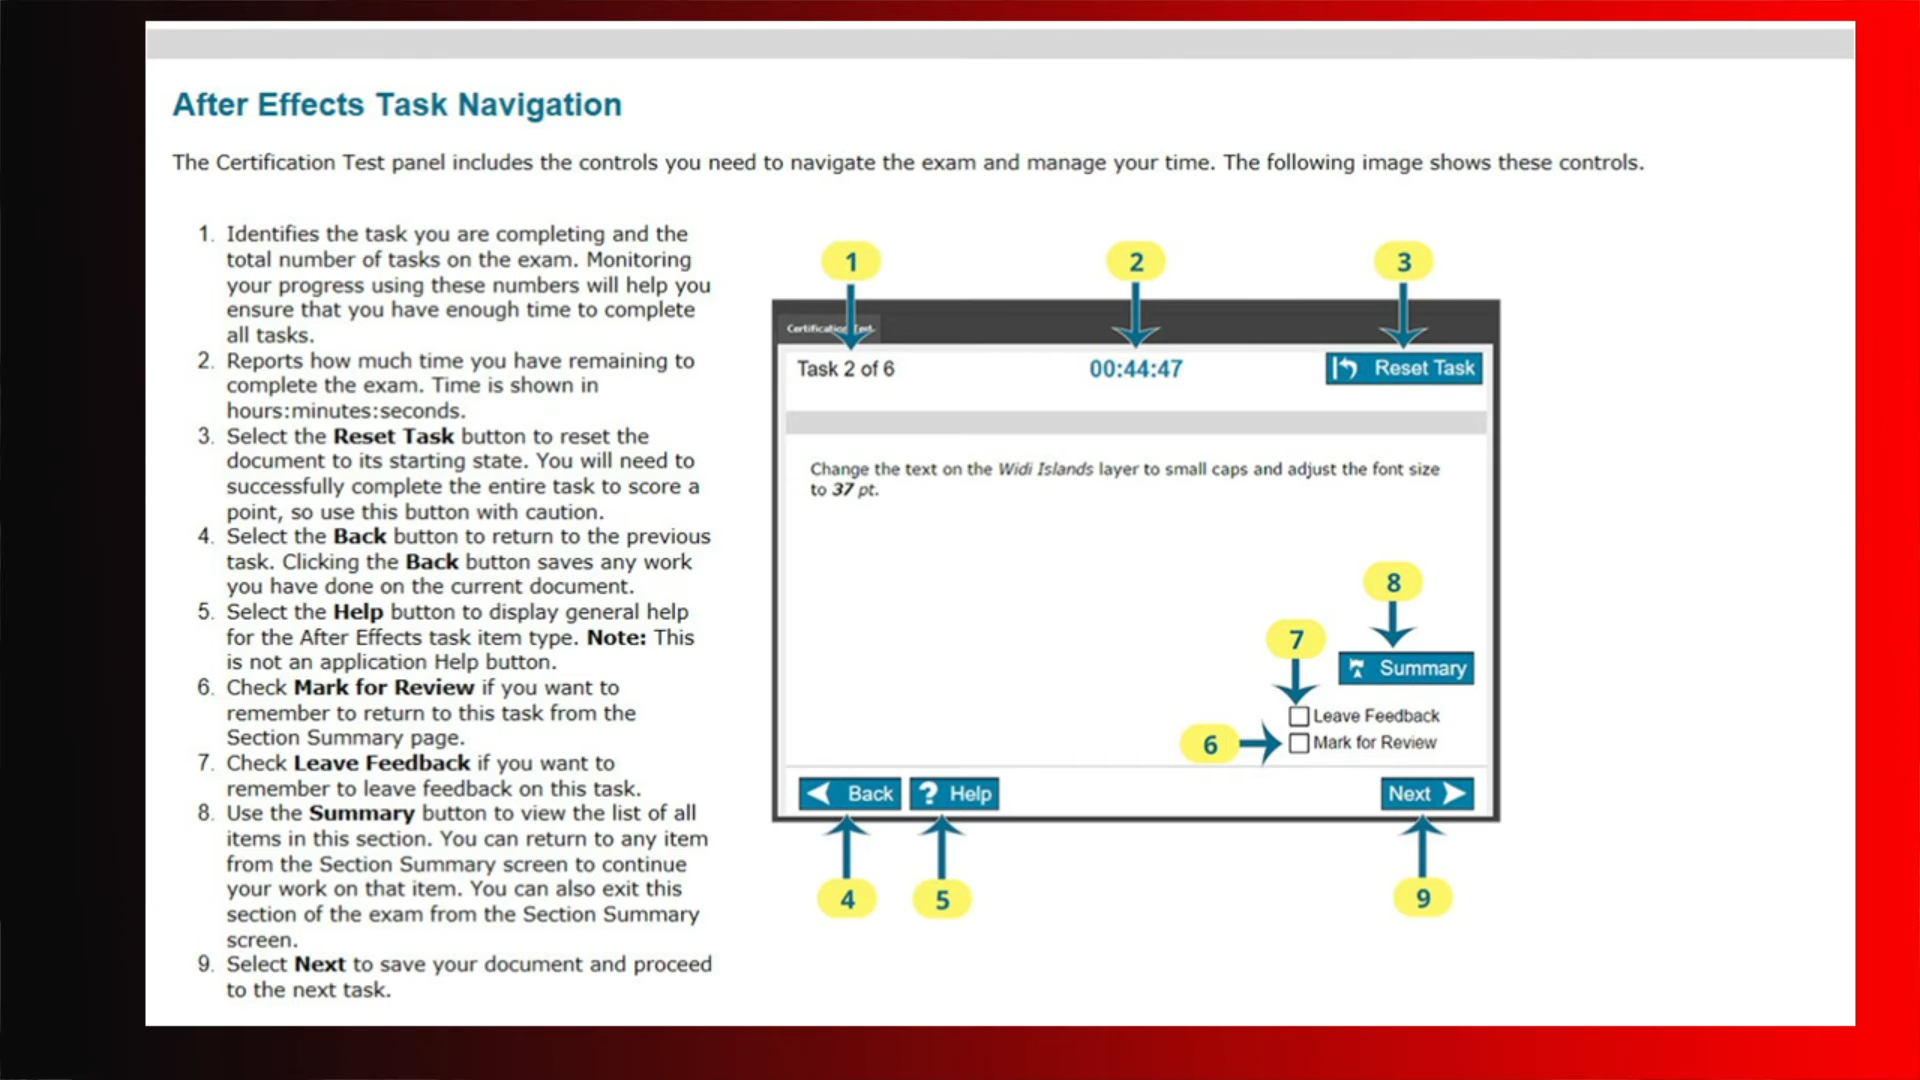 After Effects Task Navigation
The Certification Test panel includes the controls you need to navigate the exam and manage your time. The following image shows these controls.
1. Identifies the task you are completing and the
total number of tasks on the exam. Monitoring
your progress using these numbers will help you
ensure that you have enough time to complete
all tasks.
2. Reports how much time you have remaining to
complete the exam. Time is shown in
hours:minutes:seconds.
3. Select the Reset Task button to reset the
document to its starting state. You will need to
successfully complete the entire task to score a
point, so use this button with caution.
4. Select the Back button to return to the previous
task. Clicking the Back button saves any work
you have done on the current document.
5. Select the Help button to display general help
for the After Effects task item type. Note: This
is not an application Help button.
6. Check Mark for Review if you want to
remember to return to this task from the
Section Summary page.
7. Check Leave Feedback if you want to
remember to leave feedback on this task.
8. Use the Summary button to view the list of all
items in this section. You can return to any item
from the Section Summary screen to continue
your work on that item. You can also exit this
section of the exam from the Section Summary
screen.
9. Select Next to save your document and proceed
to the next task.
1 2 3
Certification Test
Task 2 of 6 00:44:47 Reset Task
Change the text on the Widi Islands layer to small caps and adjust the font size
to 37 pt.
8
7
Summary
Leave Feedback
6 Mark for Review
Back Help Next
4 5 9